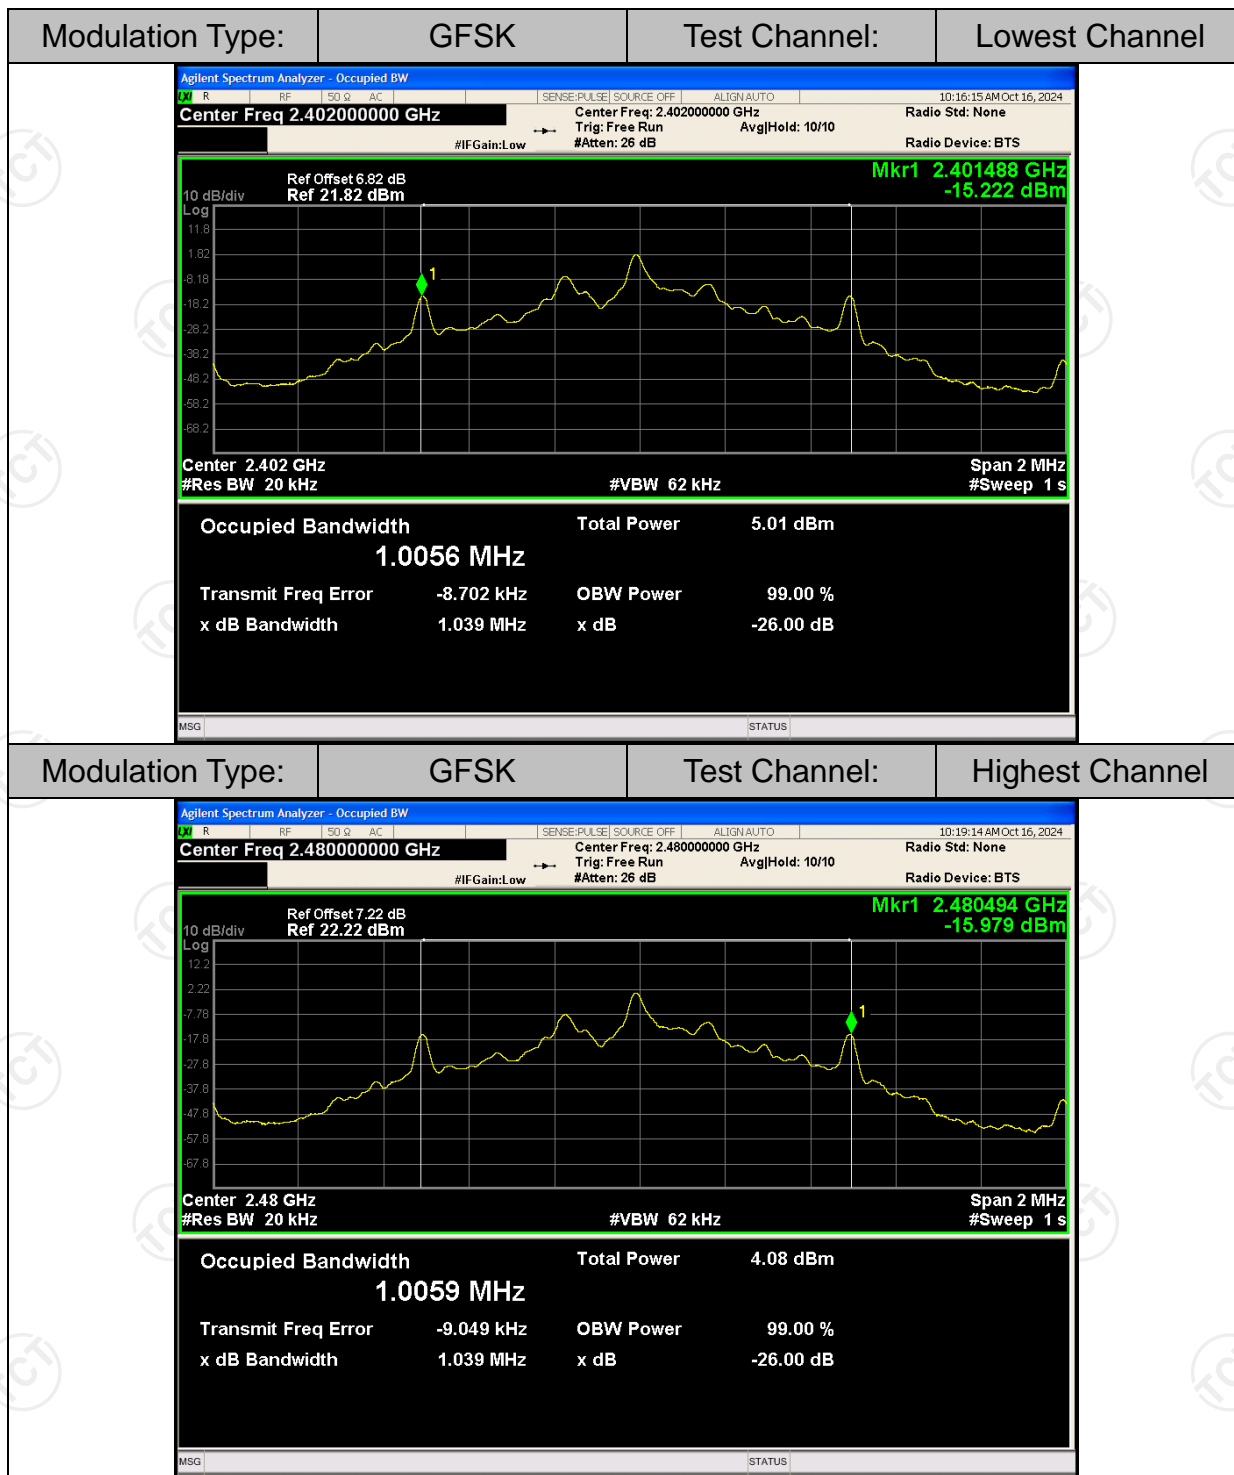 Modulation Type: GFSK Test Channel: Lowest Channel
Agilent Spectrum Analyzer - Occupied BW
LXI R RF 50 Ω AC SENSE:PULSE SOURCE OFF ALIGN AUTO 10:16:15 AM Oct 16, 2024
Center Freq 2.402000000 GHz Center Freq: 2.402000000 GHz Radio Std: None
Trig: Free Run Avg|Hold: 10/10
#IFGain:Low #Atten: 26 dB Radio Device: BTS
Mkr1 2.401488 GHz
Ref Offset 6.82 dB
10 dB/div Ref 21.82 dBm -15.222 dBm
Log
11.8
1.82
-8.18
1
-18.2
-28.2
-38.2
-48.2
-58.2
-68.2
Center 2.402 GHz Span 2 MHz
#Res BW 20 kHz #VBW 62 kHz #Sweep 1 s
Occupied Bandwidth Total Power 5.01 dBm
1.0056 MHz
Transmit Freq Error -8.702 kHz OBW Power 99.00 %
x dB Bandwidth 1.039 MHz x dB -26.00 dB
MSG STATUS
Modulation Type: GFSK Test Channel: Highest Channel
Agilent Spectrum Analyzer - Occupied BW
LXI R RF 50 Ω AC SENSE:PULSE SOURCE OFF ALIGN AUTO 10:19:14 AM Oct 16, 2024
Center Freq 2.480000000 GHz Center Freq: 2.480000000 GHz Radio Std: None
Trig: Free Run Avg|Hold: 10/10
#IFGain:Low #Atten: 26 dB Radio Device: BTS
Mkr1 2.480494 GHz
Ref Offset 7.22 dB
10 dB/div Ref 22.22 dBm -15.979 dBm
Log
12.2
2.22
-7.78
1
-17.8
-27.8
-37.8
-47.8
-57.8
-67.8
Center 2.48 GHz Span 2 MHz
#Res BW 20 kHz #VBW 62 kHz #Sweep 1 s
Occupied Bandwidth Total Power 4.08 dBm
1.0059 MHz
Transmit Freq Error -9.049 kHz OBW Power 99.00 %
x dB Bandwidth 1.039 MHz x dB -26.00 dB
MSG STATUS